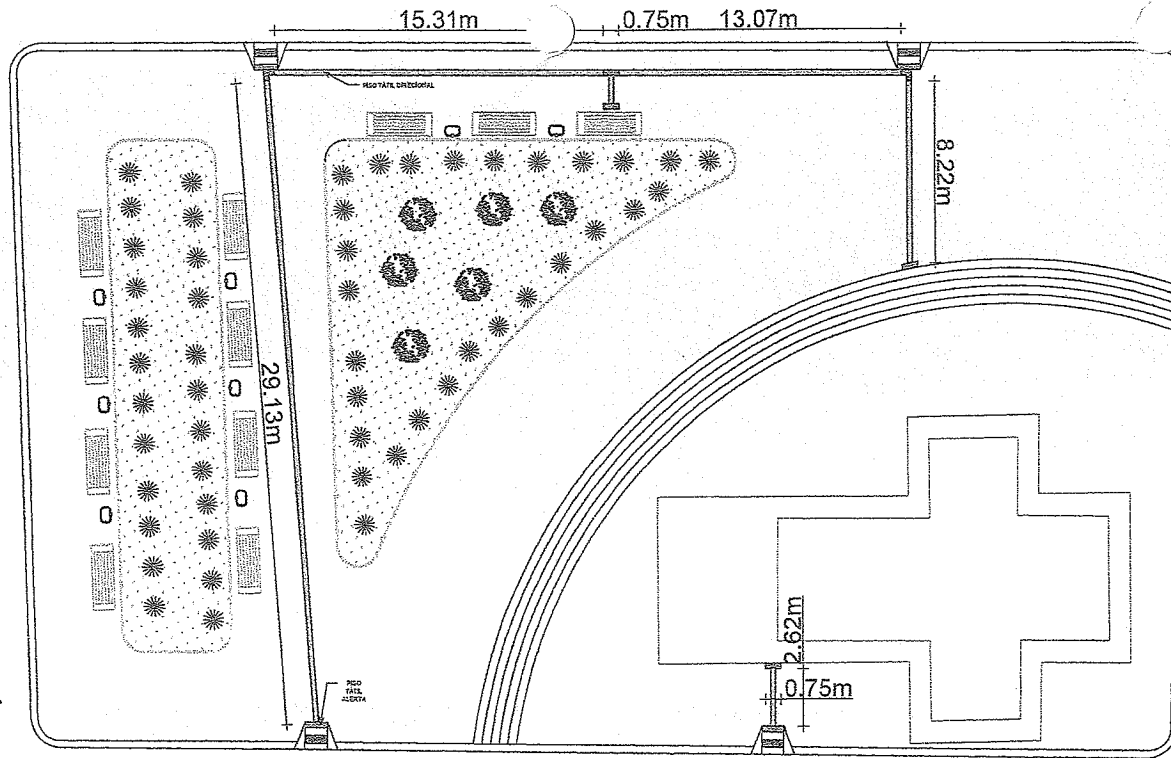 15.31m
0.75m
13.07m
PISO TÁTIL DIRECIONAL
8.22m
29.13m
2.62m
0.75m
PISO
TÁTIL
ALERTA